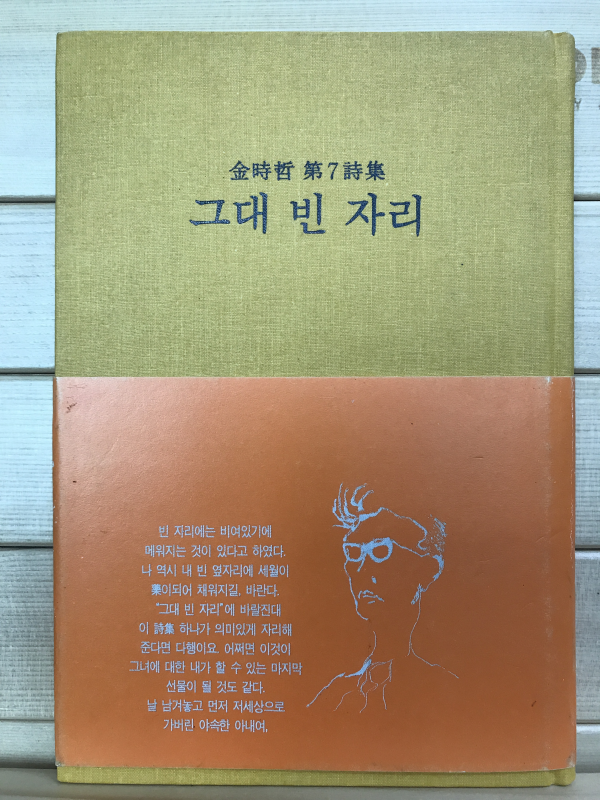 金時哲 第7詩集
그대 빈 자리
빈 자리에는 비여있기에
메워지는 것이 있다고 하였다.
나 역시 내 빈 옆자리에 세월이
藥이되어 채워지길, 바란다.
"그대 빈 자리"에 바랄진대
이 詩集 하나가 의미있게 자리해
준다면 다행이요. 어쩌면 이것이
그녀에 대한 내가 할 수 있는 마지막
선물이 될 것도 같다.
날 남겨놓고 먼저 저세상으로
가버린 야속한 아내여,